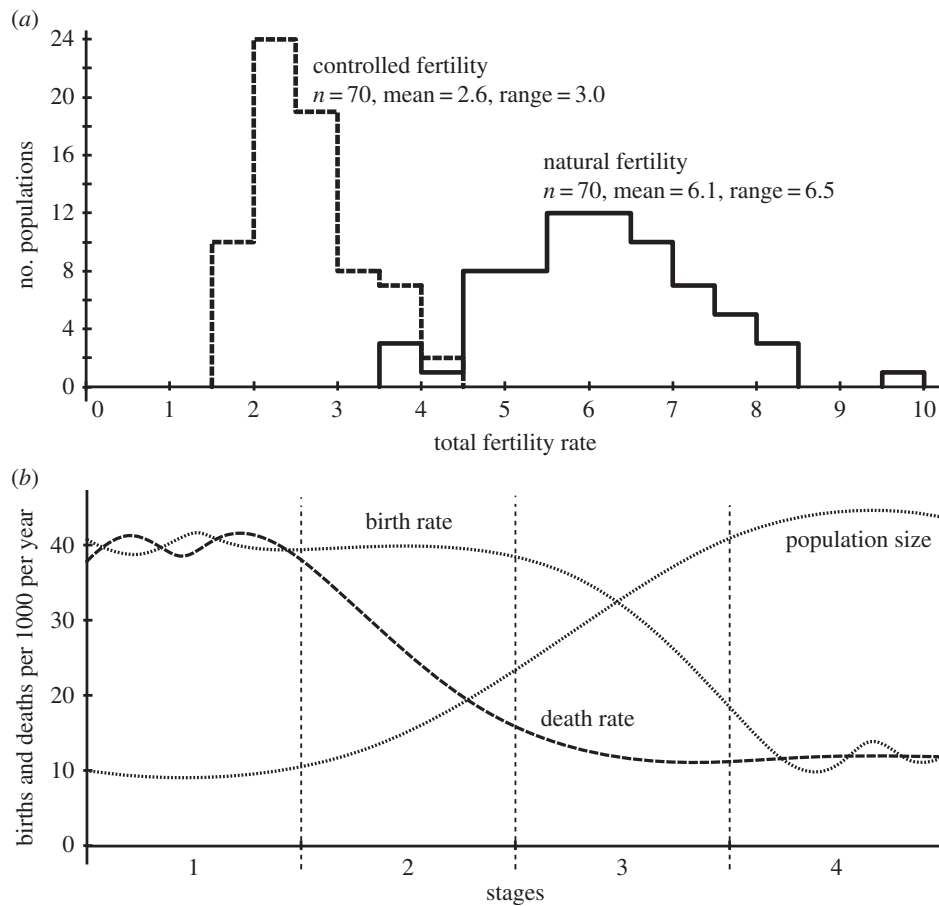 (a)
24
20
16
12
8
4
0
no. populations
controlled fertility
n = 70, mean = 2.6, range = 3.0
natural fertility
n = 70, mean = 6.1, range = 6.5
0 1 2 3 4 5 6 7 8 9 10
total fertility rate
(b)
births and deaths per 1000 per year
40
30
20
10
0
birth rate
population size
death rate
1 2 3 4
stages